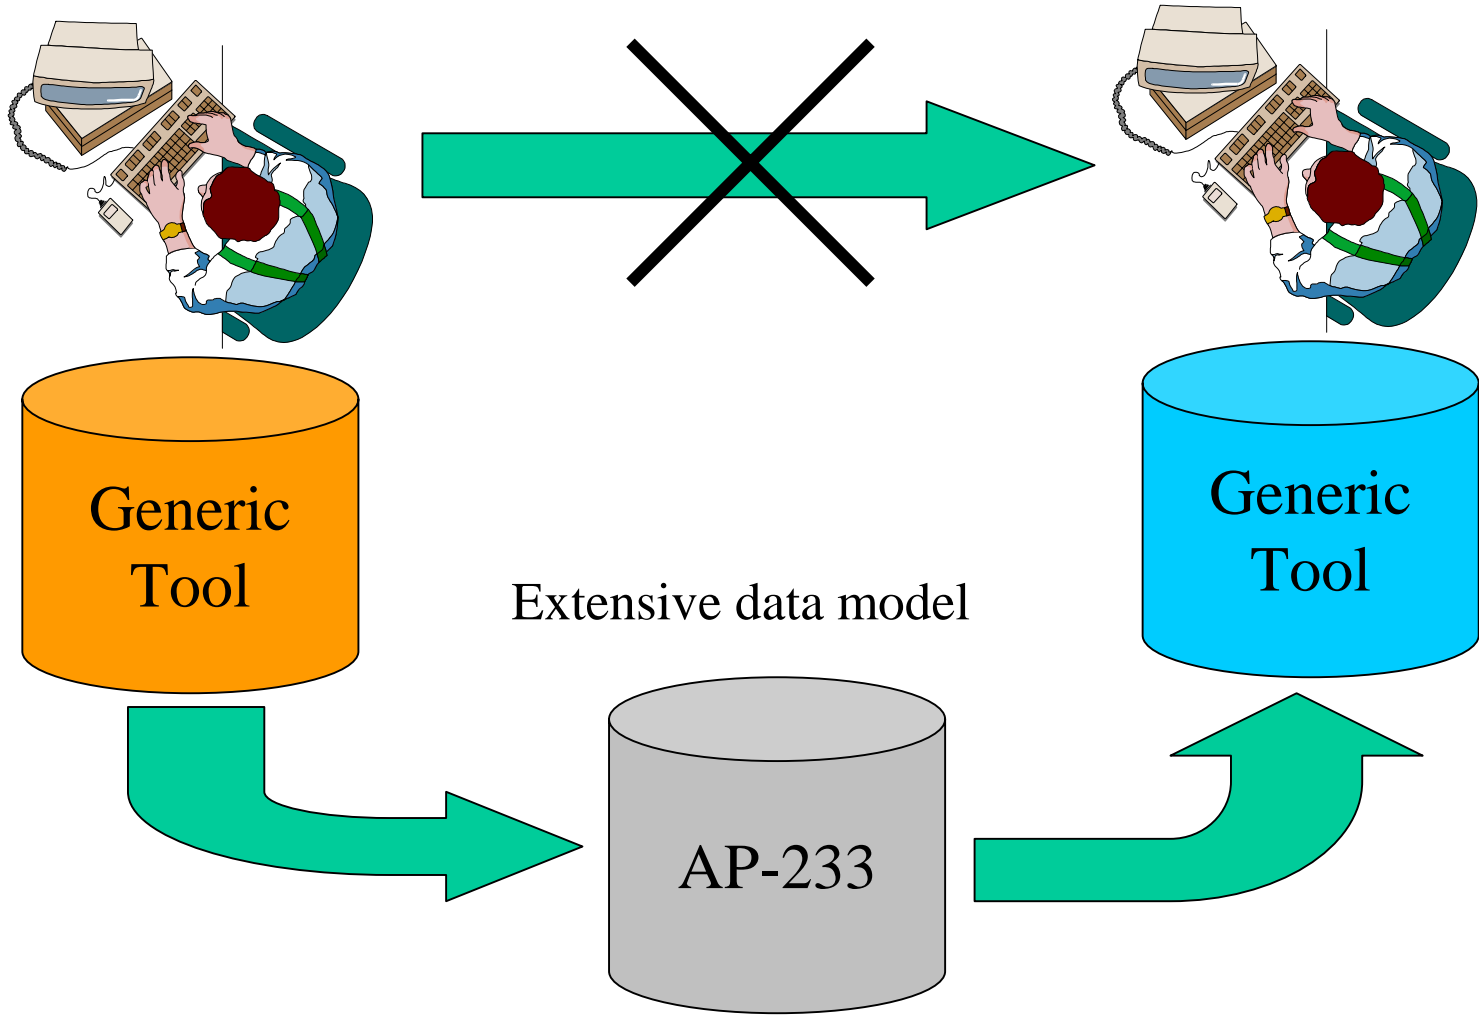 Generic
Tool
Generic
Tool
Extensive data model
AP-233